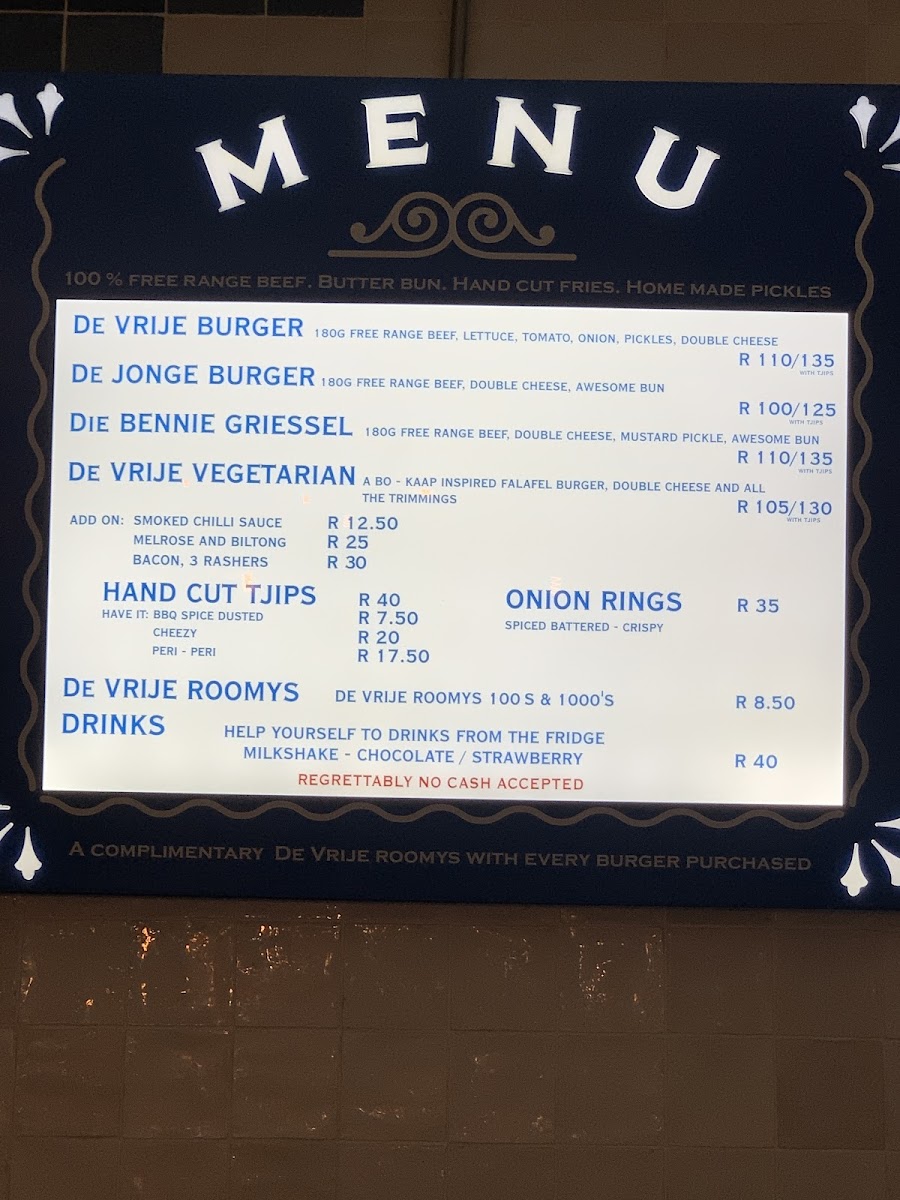 MENU
100 % FREE RANGE BEEF. BUTTER BUN. HAND CUT FRIES. HOME MADE PICKLES
DE VRIJE BURGER 180G FREE RANGE BEEF, LETTUCE, TOMATO, ONION, PICKLES, DOUBLE CHEESE
R 110/135
WITH TJIPS
DE JONGE BURGER 180G FREE RANGE BEEF, DOUBLE CHEESE, AWESOME BUN
R 100/125
WITH TJIPS
DIE BENNIE GRIESSEL 180G FREE RANGE BEEF, DOUBLE CHEESE, MUSTARD PICKLE, AWESOME BUN
R 110/135
WITH TJIPS
DE VRIJE VEGETARIAN A BO - KAAP INSPIRED FALAFEL BURGER, DOUBLE CHEESE AND ALL
THE TRIMMINGS
R 105/130
WITH TJIPS
ADD ON: SMOKED CHILLI SAUCE R 12.50
MELROSE AND BILTONG R 25
BACON, 3 RASHERS R 30
HAND CUT TJIPS R 40 ONION RINGS R 35
HAVE IT: BBQ SPICE DUSTED R 7.50 SPICED BATTERED - CRISPY
CHEEZY R 20
PERI - PERI R 17.50
DE VRIJE ROOMYS DE VRIJE ROOMYS 100 S & 1000'S R 8.50
DRINKS HELP YOURSELF TO DRINKS FROM THE FRIDGE
MILKSHAKE - CHOCOLATE / STRAWBERRY R 40
REGRETTABLY NO CASH ACCEPTED
A COMPLIMENTARY DE VRIJE ROOMYS WITH EVERY BURGER PURCHASED